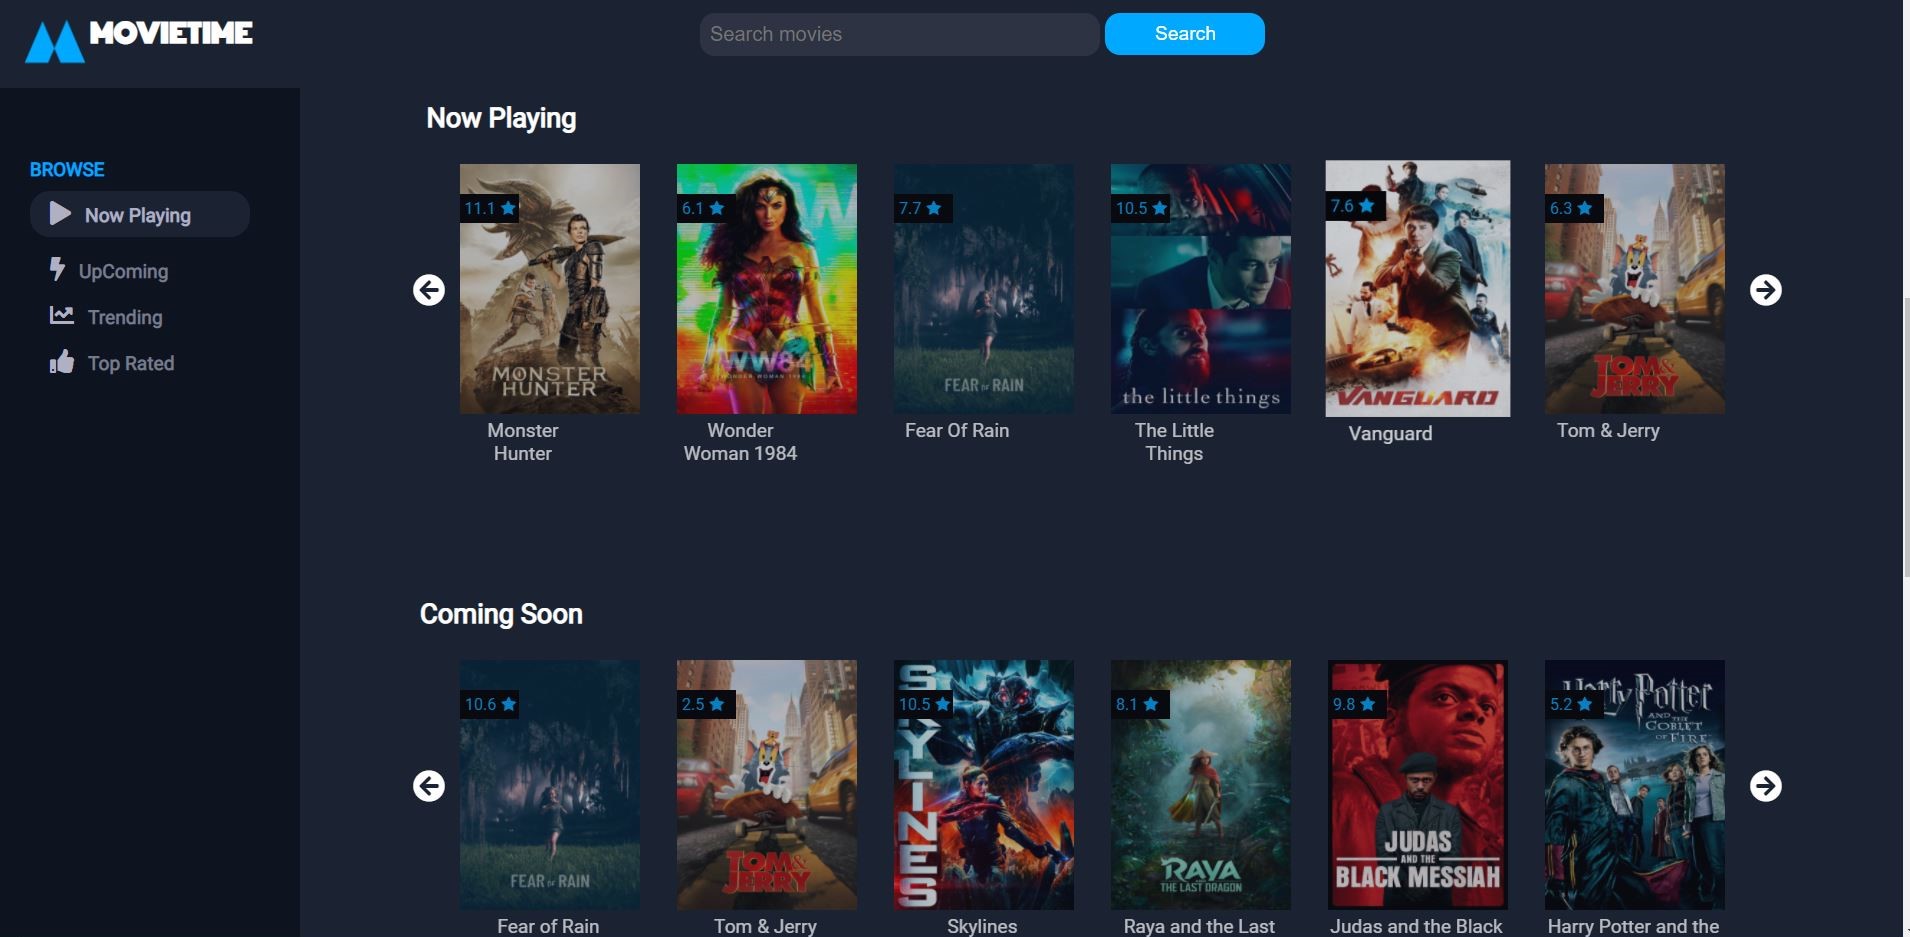 MOVIETIME
Search movies
Search
BROWSE
Now Playing
UpComing
Trending
Top Rated
Now Playing
11.1
6.1
7.7
10.5
7.6
6.3
MONSTER
HUNTER
WW84
WONDER WOMAN 1984
FEAR OF RAIN
the little things
VANGUARD
TOM &
JERRY
Monster
Hunter
Wonder
Woman 1984
Fear Of Rain
The Little
Things
Vanguard
Tom & Jerry
Coming Soon
10.6
2.5
10.5
8.1
9.8
5.2
FEAR OF RAIN
TOM &
JERRY
SKYLINES
RAYA
AND
THE LAST DRAGON
JUDAS
AND THE
BLACK MESSIAH
Harry Potter
AND THE
GOBLET
OF FIRE
Fear of Rain
Tom & Jerry
Skylines
Raya and the Last
Judas and the Black
Harry Potter and the